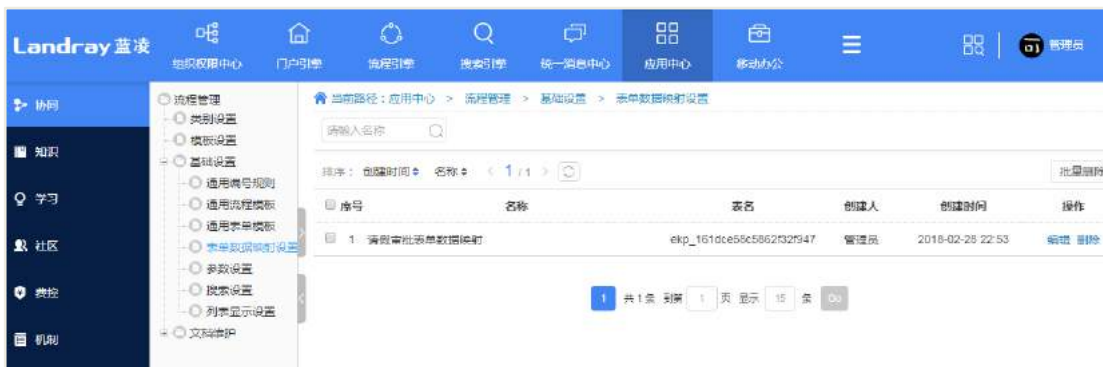 Landray 蓝凌
组织权限中心 门户引擎 流程引擎 搜索引擎 统一消息中心 应用中心 移动办公
管理员
协同
知识
学习
社区
费控
机制
流程管理
类别设置
模板设置
基础设置
通用编号规则
通用流程模板
通用表单模板
表单数据映射设置
参数设置
搜索设置
列表显示设置
文档维护
当前路径：应用中心 > 流程管理 > 基础设置 > 表单数据映射设置
请输入名称
排序： 创建时间 名称 < 1 / 1 > 批量删除
序号 名称 表名 创建人 创建时间 操作
1 请假审批表单数据映射 ekp_161dce58c5862f32f947 管理员 2018-02-28 22:53 编辑 删除
1 共 1 条 到第 1 页 显示 15 条 Go